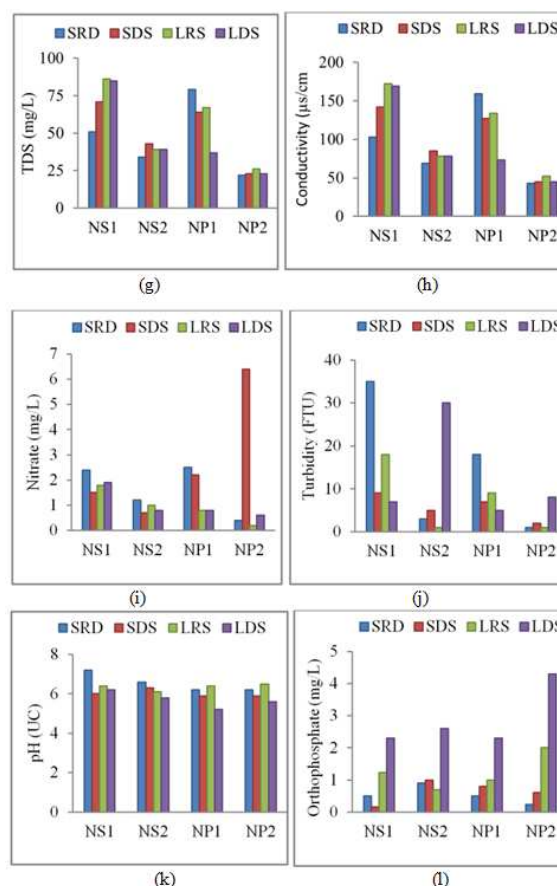 SRD SDS LRS LDS
TDS (mg/L)
100
75
50
25
0
NS1 NS2 NP1 NP2
(g)
SRD SDS LRS LDS
Conductivity (µs/cm
200
150
100
50
0
NS1 NS2 NP1 NP2
(h)
SRD SDS LRS LDS
Nitrate (mg/L)
7
6
5
4
3
2
1
0
NS1 NS2 NP1 NP2
(i)
SRD SDS LRS LDS
Turbidity (FTU)
40
30
20
10
0
NS1 NS2 NP1 NP2
(j)
SRD SDS LRS LDS
pH (UC)
8
6
4
2
0
NS1 NS2 NP1 NP2
(k)
SRD SDS LRS LDS
Orthophosphate (mg/L)
5
4
3
2
1
0
NS1 NS2 NP1 NP2
(l)